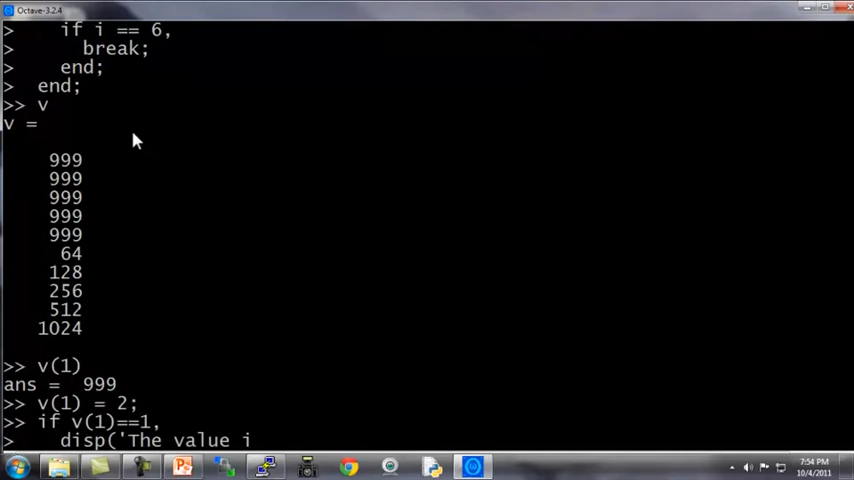 Octave-3.2.4
>    if i == 6,
>      break;
>    end;
>  end;
>> v
v =
999
999
999
999
999
64
128
256
512
1024
>> v(1)
ans =  999
>> v(1) = 2;
>> if v(1)==1,
>    disp('The value i
7:54 PM
10/4/2011